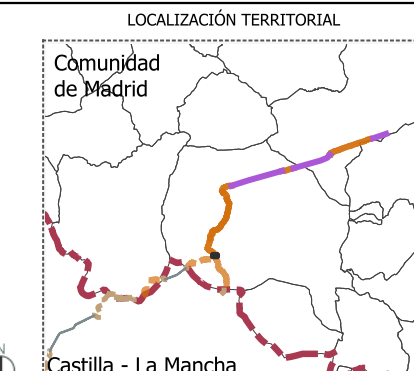 LOCALIZACIÓN TERRITORIAL
Comunidad
de Madrid
N
Castilla - La Mancha